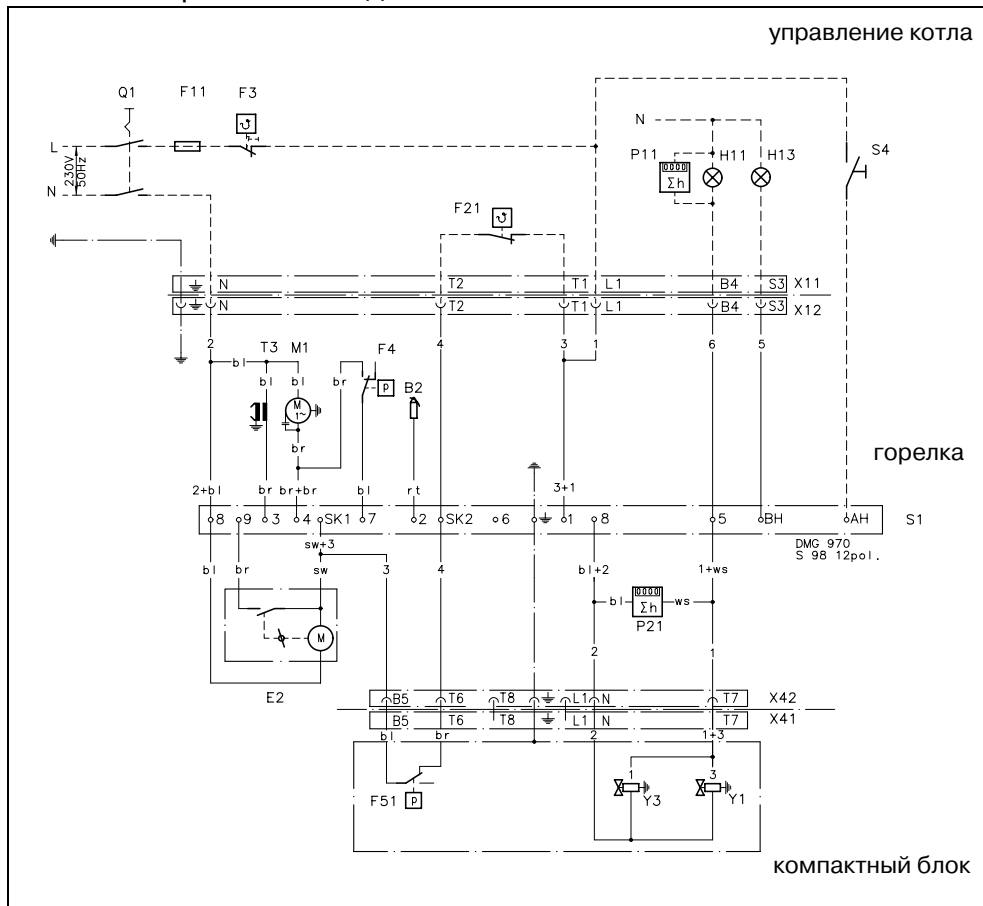 управление котла
Q1 F11 F3
L
230V
50Hz
N
N
P11 H11 H13 S4
0000
Σh
F21
N T2 T1 L1 B4 S3 X11
N T2 T1 L1 B4 S3 X12
2 4 3 1 6 5
T3 M1 F4
bl
bl bl br
p B2
M
1~
br
горелка
2+bl br br+br bl rt 3+1
8 9 3 4 SK1 7 2 SK2 6 1 8 5 BH AH S1
DMG 970
S 98 12pol.
sw+3
bl br sw 3 4 bl+2 1+ws
0000
bl Σh ws
P21
M
E2
2 1
B5 T6 T8 L1 N T7 X42
B5 T6 T8 L1 N T7 X41
bl br 2 1+3
1 3
F51 p Y3 Y1
компактный блок